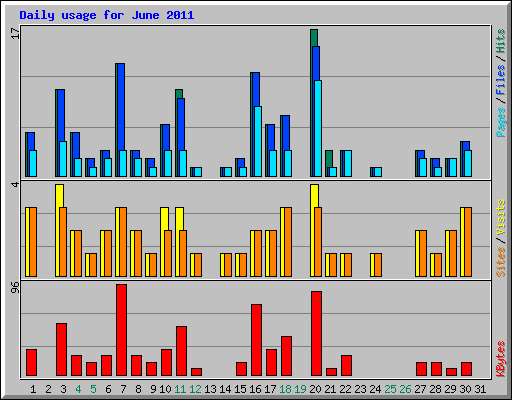 Daily usage for June 2011
17
Pages / Files / Hits
4
Sites / Visits
96
KBytes
1 2 3 4 5 6 7 8 9 10 11 12 13 14 15 16 17 18 19 20 21 22 23 24 25 26 27 28 29 30 31